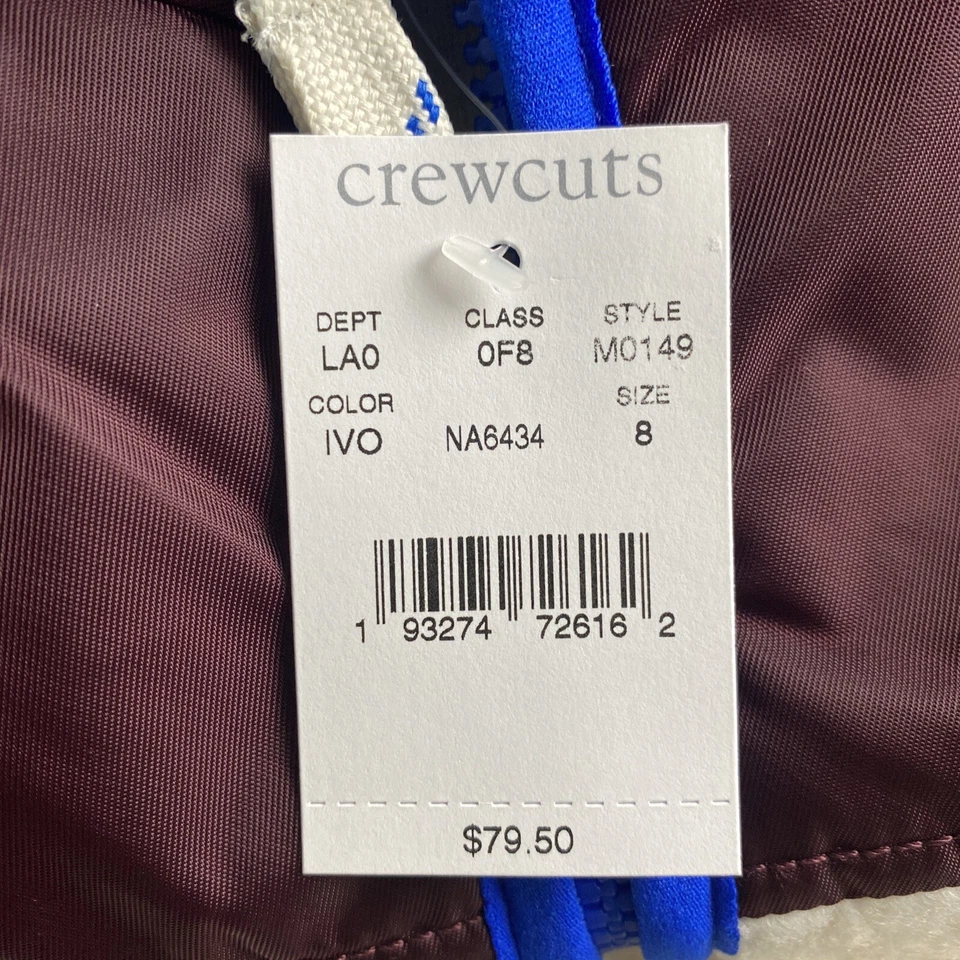 crewcuts
DEPT CLASS STYLE
LA0 0F8 M0149
COLOR SIZE
IVO NA6434 8
1 93274 72616 2
$79.50